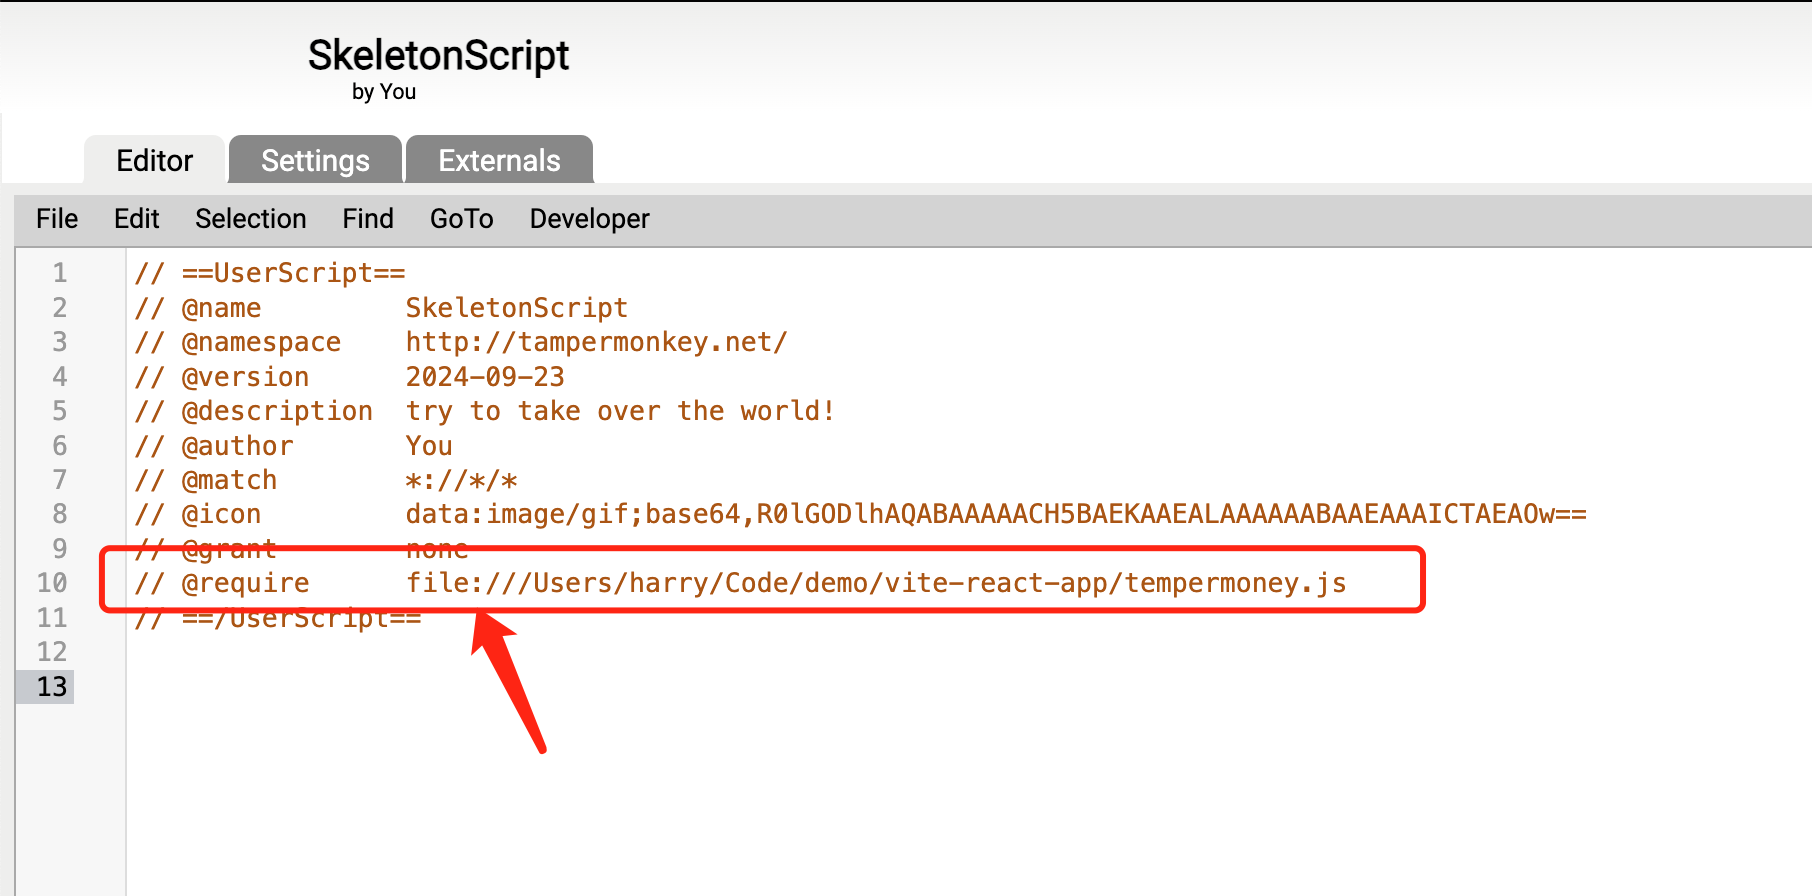 SkeletonScript
by You
Editor Settings Externals
File Edit Selection Find GoTo Developer
1 // ==UserScript==
2 // @name SkeletonScript
3 // @namespace http://tampermonkey.net/
4 // @version 2024-09-23
5 // @description try to take over the world!
6 // @author You
7 // @match *://*/*
8 // @icon data:image/gif;base64,R0lGODlhAQABAAAAACH5BAEKAAEALAAAAAABAAEAAAICTAEAOw==
9 // @grant none
10 // @require file:///Users/harry/Code/demo/vite-react-app/tempermoney.js
11 // ==/UserScript==
12
13